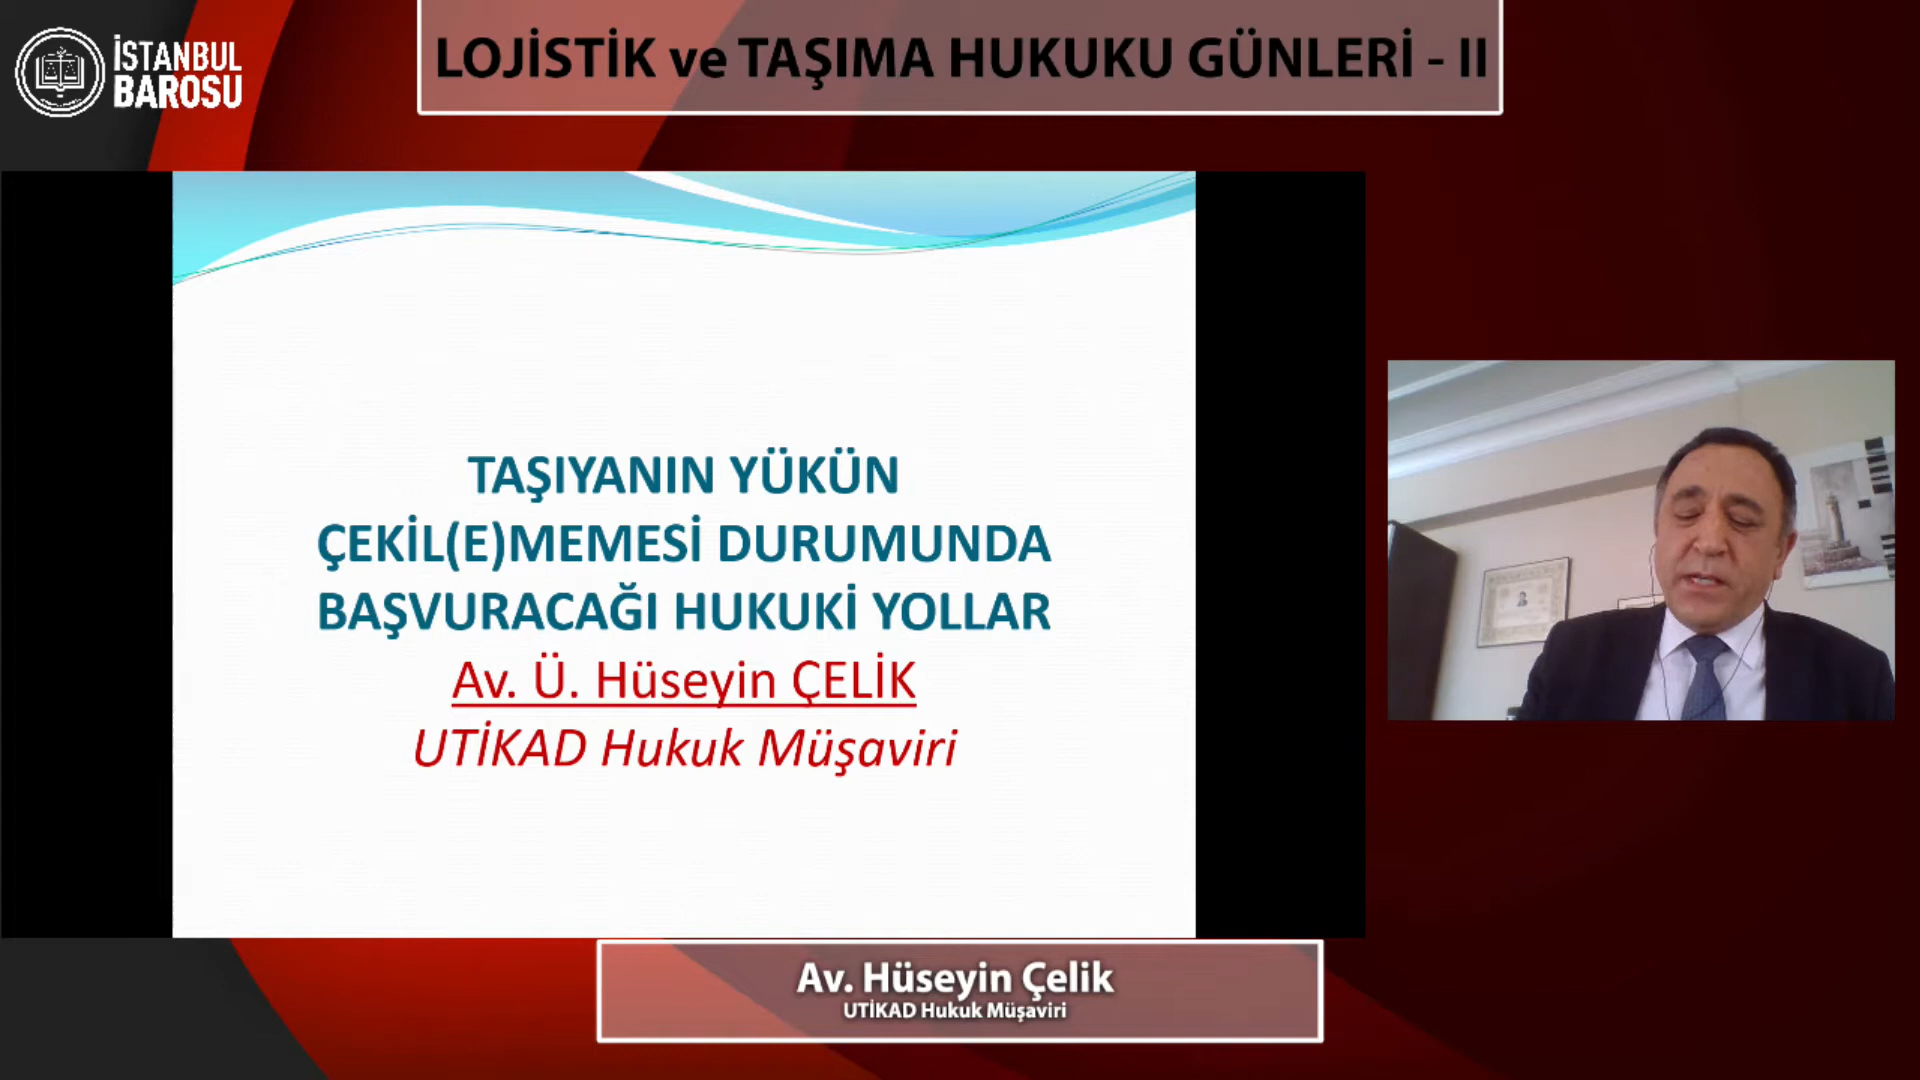 İSTANBUL
BAROSU
LOJİSTİK ve TAŞIMA HUKUKU GÜNLERİ - II
TAŞIYANIN YÜKÜN
ÇEKİL(E)MEMESİ DURUMUNDA
BAŞVURACAĞI HUKUKİ YOLLAR
Av. Ü. Hüseyin ÇELİK
UTİKAD Hukuk Müşaviri
Av. Hüseyin Çelik
UTİKAD Hukuk Müşaviri